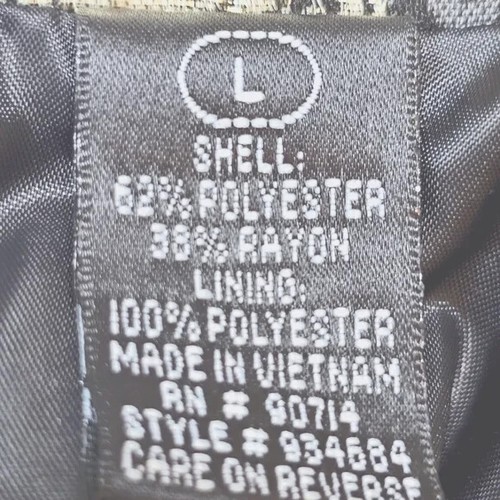 L
SHELL:
62% POLYESTER
38% RAYON
LINING:
100% POLYESTER
MADE IN VIETNAM
RN # 90714
STYLE # 934684
CARE ON REVERSE